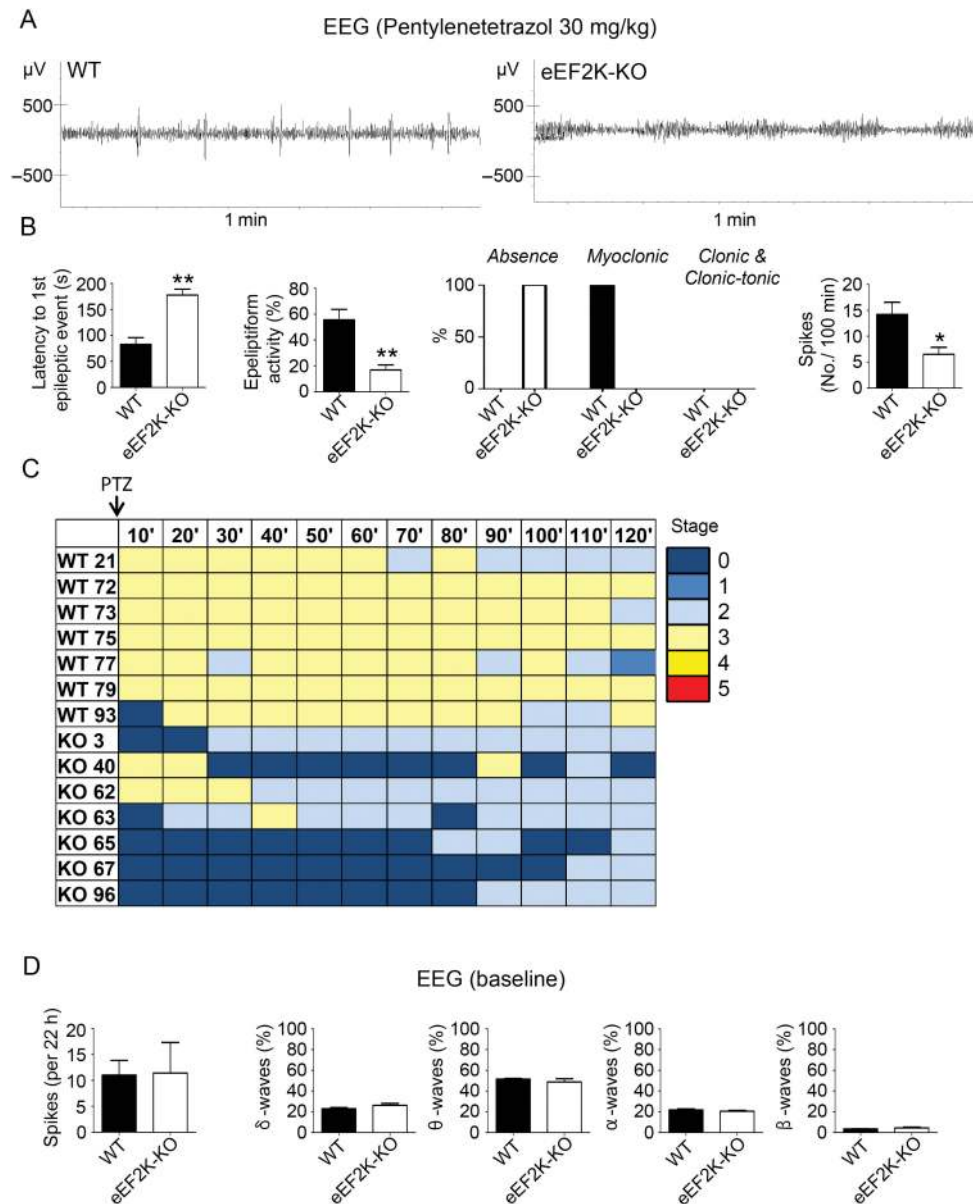 A
EEG (Pentylenetetrazol 30 mg/kg)
µV WT
500
−500
1 min
µV eEF2K-KO
500
−500
1 min
B
Latency to 1st
epileptic event (s)
200
150
100
50
0
**
WT
eEF2K-KO
Epeliptiform
activity (%)
80
60
40
20
0
**
WT
eEF2K-KO
Absence Myoclonic Clonic &
Clonic-tonic
%
100
50
0
WT
eEF2K-KO
WT
eEF2K-KO
WT
eEF2K-KO
Spikes
(No./ 100 min)
20
15
10
5
0
*
WT
eEF2K-KO
C
PTZ
10' 20' 30' 40' 50' 60' 70' 80' 90' 100' 110' 120'
WT 21
WT 72
WT 73
WT 75
WT 77
WT 79
WT 93
KO 3
KO 40
KO 62
KO 63
KO 65
KO 67
KO 96
Stage
0
1
2
3
4
5
D
EEG (baseline)
Spikes (per 22 h)
20
15
10
5
0
WT
eEF2K-KO
δ -waves (%)
100
80
60
40
20
0
WT
eEF2K-KO
θ -waves (%)
100
80
60
40
20
0
WT
eEF2K-KO
α -waves (%)
100
80
60
40
20
0
WT
eEF2K-KO
β -waves (%)
100
80
60
40
20
0
WT
eEF2K-KO